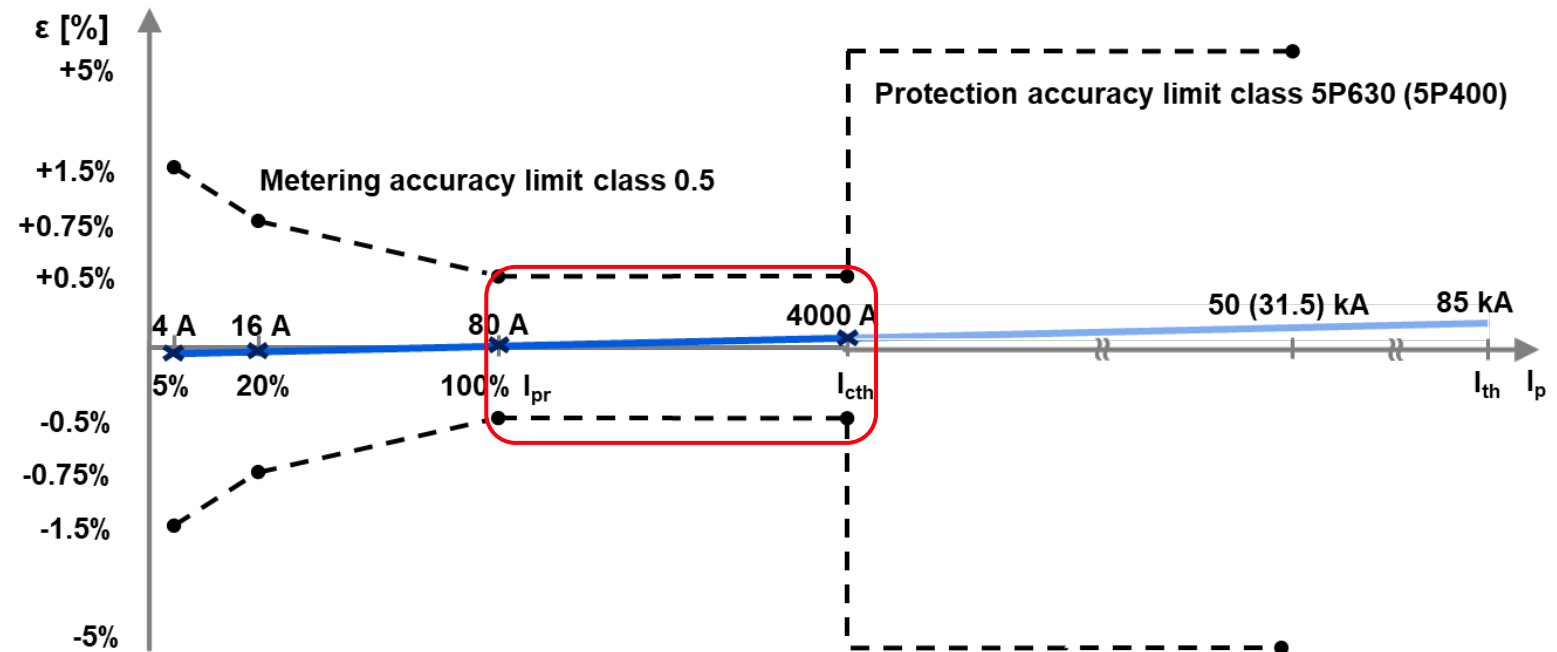 ε [%]
+5%
Protection accuracy limit class 5P630 (5P400)
+1.5%
Metering accuracy limit class 0.5
+0.75%
+0.5%
4 A 16 A 80 A 4000 A 50 (31.5) kA 85 kA
5% 20% 100% Ipr Icth Ith Ip
-0.5%
-0.75%
-1.5%
-5%